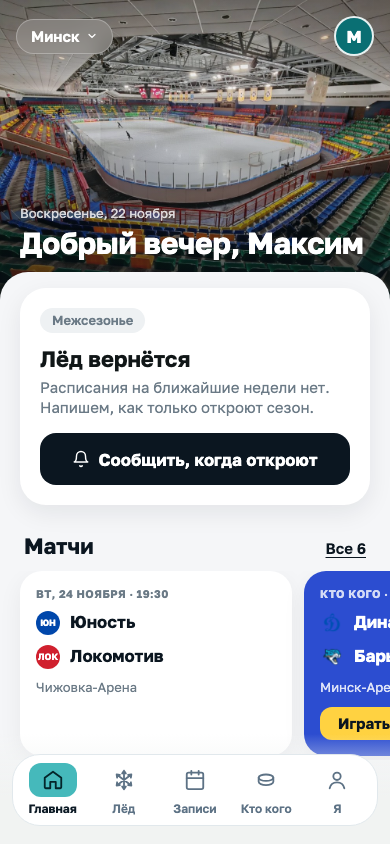 Минск
М
Воскресенье, 22 ноября
Добрый вечер, Максим
Межсезонье
Лёд вернётся
Расписания на ближайшие недели нет.
Напишем, как только откроют сезон.
Сообщить, когда откроют
Матчи
Все 6
ВТ, 24 НОЯБРЯ · 19:30
ЮН Юность
ЛОК Локомотив
Чижовка-Арена
КТО КОГО ·
Дина
Бары
Минск-Аре
Играть
Главная
Лёд
Записи
Кто кого
Я